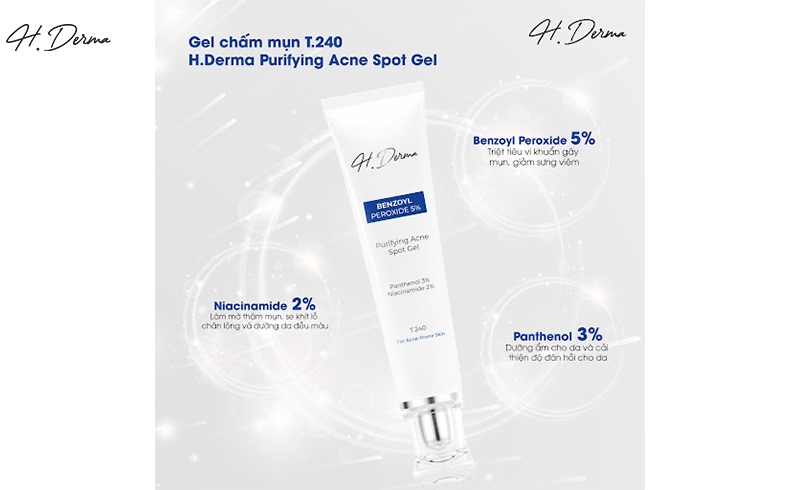 H.Derma
H.Derma
Gel chấm mụn T.240
H.Derma Purifying Acne Spot Gel
H.Derma
BENZOYL
PEROXIDE 5%
Purifying Acne
Spot Gel
Panthenol 3%
Niacinamide 2%
T.240
For Acne-Prone Skin
Benzoyl Peroxide 5%
Triệt tiêu vi khuẩn gây
mụn, giảm sưng viêm
Niacinamide 2%
Làm mờ thâm mụn, se khít lỗ
chân lông và dưỡng da đều màu
Panthenol 3%
Dưỡng ẩm cho da và cải
thiện độ đàn hồi cho da